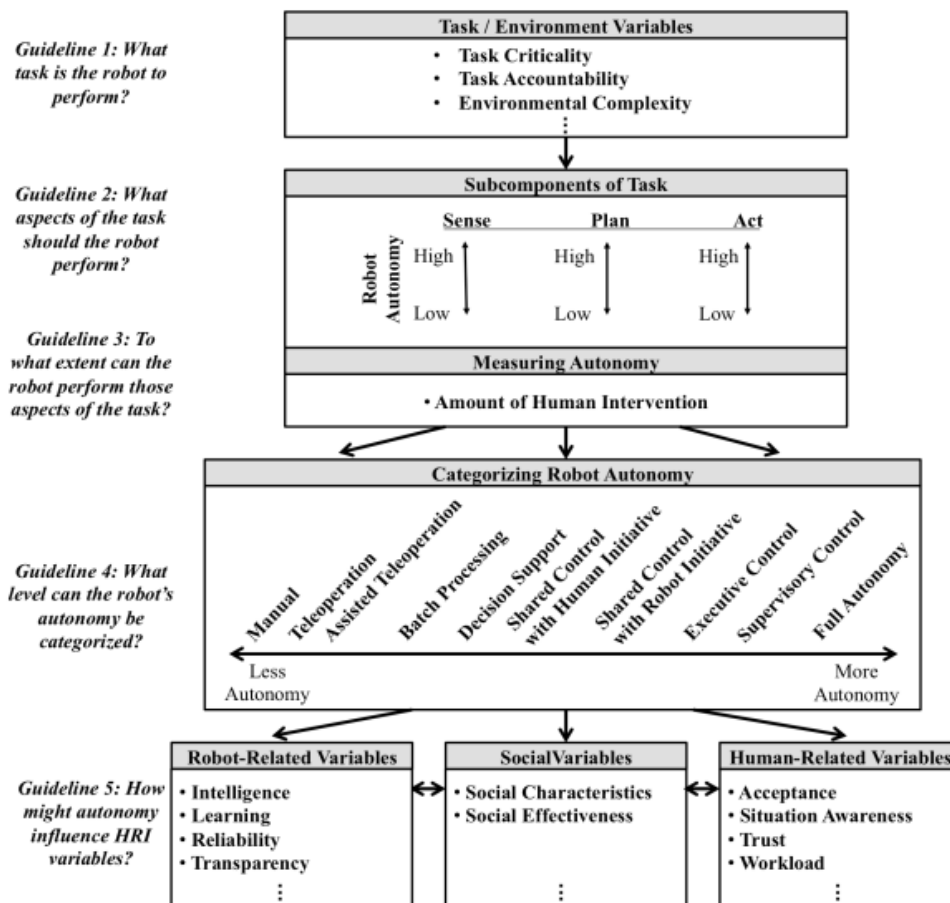 Guideline 1: What
task is the robot to
perform?
Task / Environment Variables
• Task Criticality
• Task Accountability
• Environmental Complexity
⋮
Guideline 2: What
aspects of the task
should the robot
perform?
Subcomponents of Task
Sense Plan Act
Robot
Autonomy
High High High
Low Low Low
Guideline 3: To
what extent can the
robot perform those
aspects of the task?
Measuring Autonomy
• Amount of Human Intervention
Guideline 4: What
level can the robot's
autonomy be
categorized?
Categorizing Robot Autonomy
Manual
Teleoperation
Assisted Teleoperation
Batch Processing
Decision Support
Shared Control
with Human Initiative
Shared Control
with Robot Initiative
Executive Control
Supervisory Control
Full Autonomy
Less
Autonomy
More
Autonomy
Guideline 5: How
might autonomy
influence HRI
variables?
Robot-Related Variables
• Intelligence
• Learning
• Reliability
• Transparency
⋮
SocialVariables
• Social Characteristics
• Social Effectiveness
⋮
Human-Related Variables
• Acceptance
• Situation Awareness
• Trust
• Workload
⋮